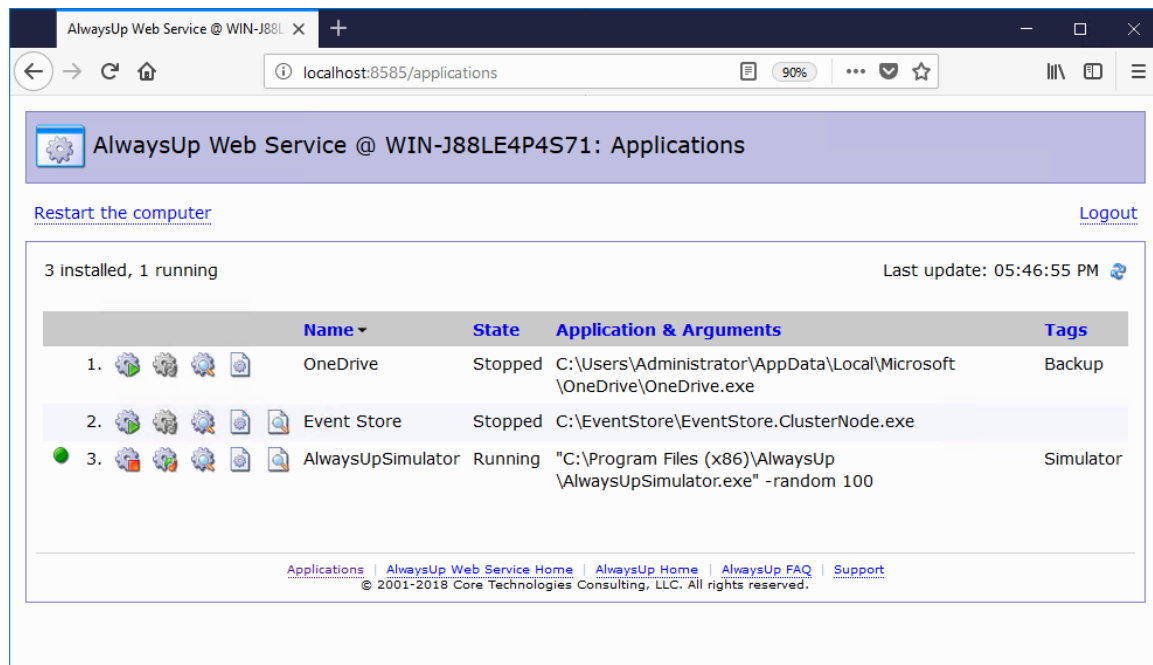 AlwaysUp Web Service @ WIN-J88L
localhost:8585/applications
90%
AlwaysUp Web Service @ WIN-J88LE4P4S71: Applications
Restart the computer
Logout
3 installed, 1 running
Last update: 05:46:55 PM
Name State Application & Arguments Tags
1. OneDrive Stopped C:\Users\Administrator\AppData\Local\Microsoft Backup
\OneDrive\OneDrive.exe
2. Event Store Stopped C:\EventStore\EventStore.ClusterNode.exe
3. AlwaysUpSimulator Running "C:\Program Files (x86)\AlwaysUp Simulator
\AlwaysUpSimulator.exe" -random 100
Applications | AlwaysUp Web Service Home | AlwaysUp Home | AlwaysUp FAQ | Support
© 2001-2018 Core Technologies Consulting, LLC. All rights reserved.